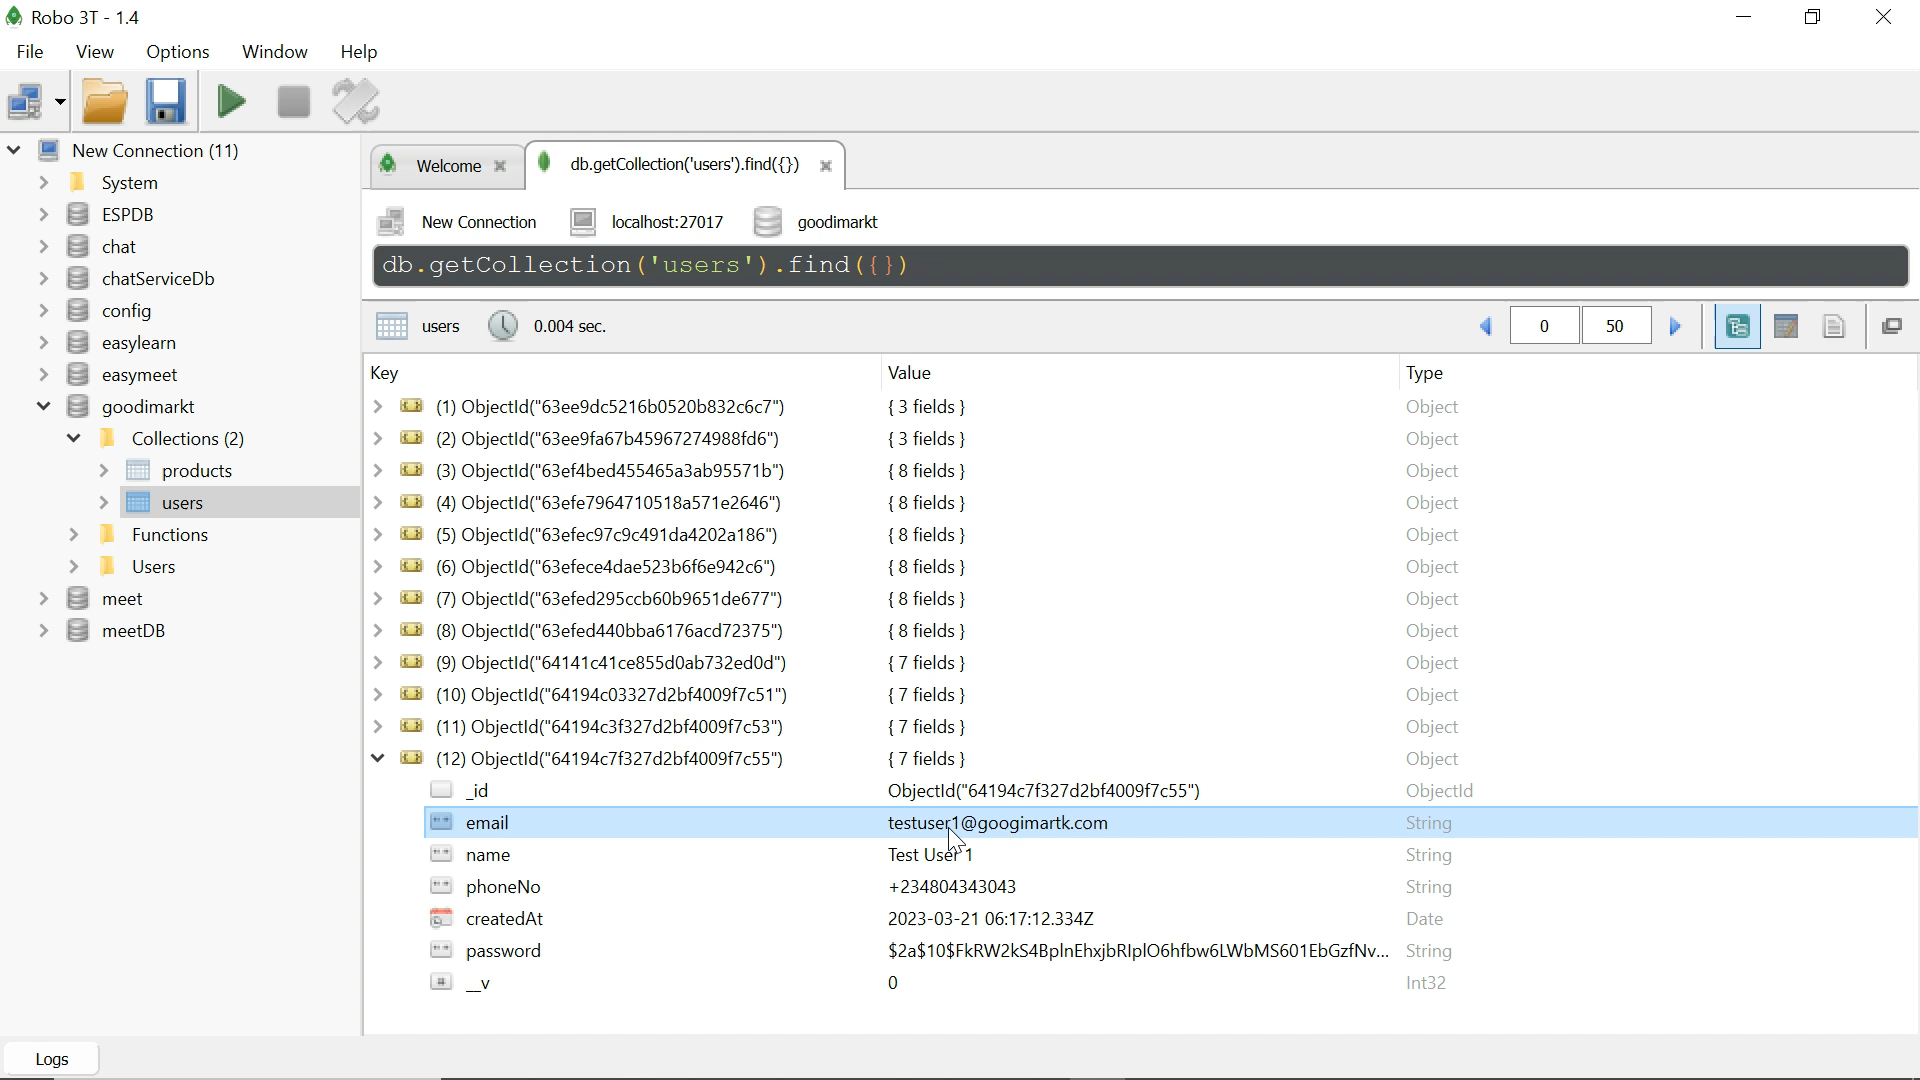 Robo 3T - 1.4
File View Options Window Help
New Connection (11)
System
ESPDB
chat
chatServiceDb
config
easylearn
easymeet
goodimarkt
Collections (2)
products
users
Functions
Users
meet
meetDB
Welcome db.getCollection('users').find({})
New Connection localhost:27017 goodimarkt
db.getCollection('users').find({})
users 0.004 sec. 0 50
Key Value Type
(1) ObjectId("63ee9dc5216b0520b832c6c7") { 3 fields } Object
(2) ObjectId("63ee9fa67b45967274988fd6") { 3 fields } Object
(3) ObjectId("63ef4bed455465a3ab95571b") { 8 fields } Object
(4) ObjectId("63efe7964710518a571e2646") { 8 fields } Object
(5) ObjectId("63efec97c9c491da4202a186") { 8 fields } Object
(6) ObjectId("63efece4dae523b6f6e942c6") { 8 fields } Object
(7) ObjectId("63efed295ccb60b9651de677") { 8 fields } Object
(8) ObjectId("63efed440bba6176acd72375") { 8 fields } Object
(9) ObjectId("64141c41ce855d0ab732ed0d") { 7 fields } Object
(10) ObjectId("64194c03327d2bf4009f7c51") { 7 fields } Object
(11) ObjectId("64194c3f327d2bf4009f7c53") { 7 fields } Object
(12) ObjectId("64194c7f327d2bf4009f7c55") { 7 fields } Object
_id ObjectId("64194c7f327d2bf4009f7c55") ObjectId
email testuser1@googimartk.com String
name Test User 1 String
phoneNo +234804343043 String
createdAt 2023-03-21 06:17:12.334Z Date
password $2a$10$FkRW2kS4BplnEhxjbRIplO6hfbw6LWbMS601EbGzfNv... String
__v 0 Int32
Logs